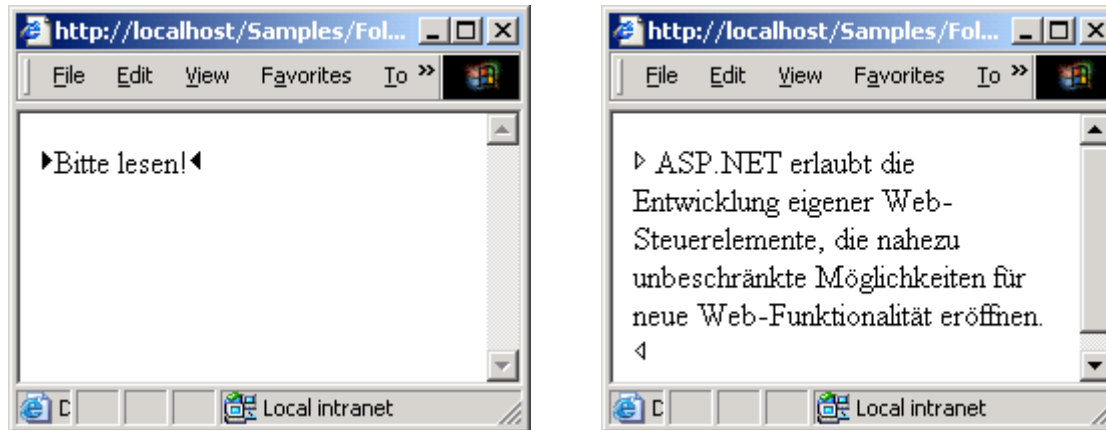 http://localhost/Samples/Fol...
File Edit View Favorites To »
▶Bitte lesen!◀
D Local intranet
http://localhost/Samples/Fol...
File Edit View Favorites To »
▷ ASP.NET erlaubt die
Entwicklung eigener Web-
Steuerelemente, die nahezu
unbeschränkte Möglichkeiten für
neue Web-Funktionalität eröffnen.
◁
D Local intranet